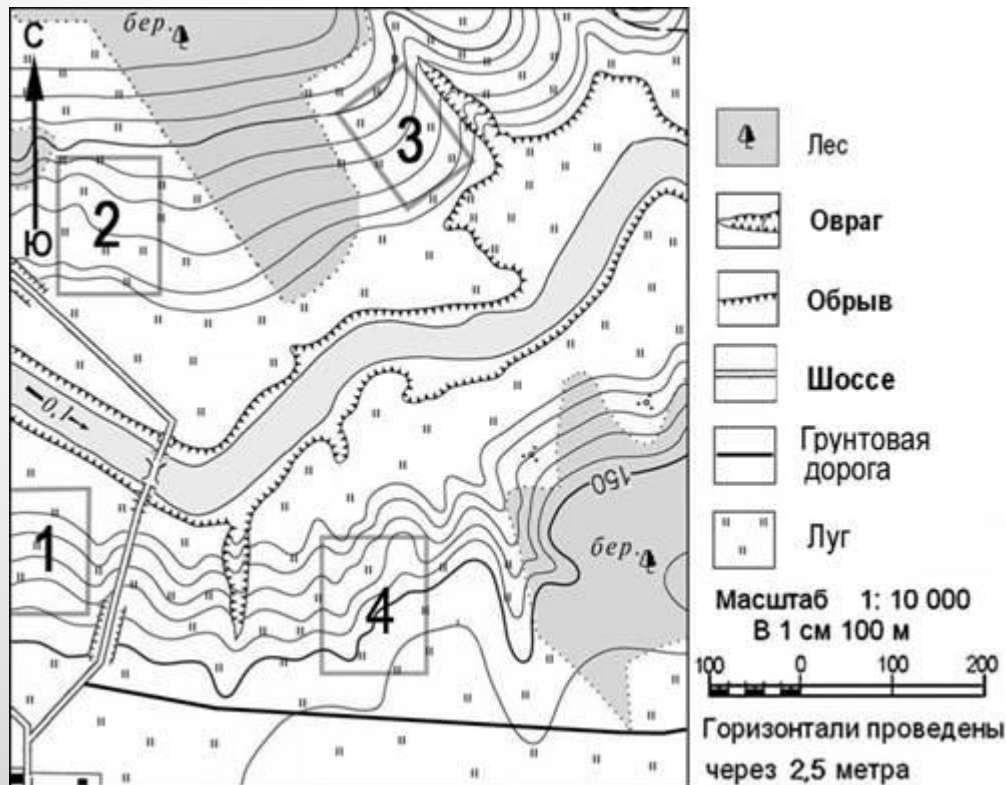 бер.
С
Ю
2
3
0,1
1
4
150
бер.
Лес
Овраг
Обрыв
Шоссе
Грунтовая
дорога
Луг
Масштаб 1: 10 000
В 1 см 100 м
100 0 100 200
Горизонтали проведены
через 2,5 метра